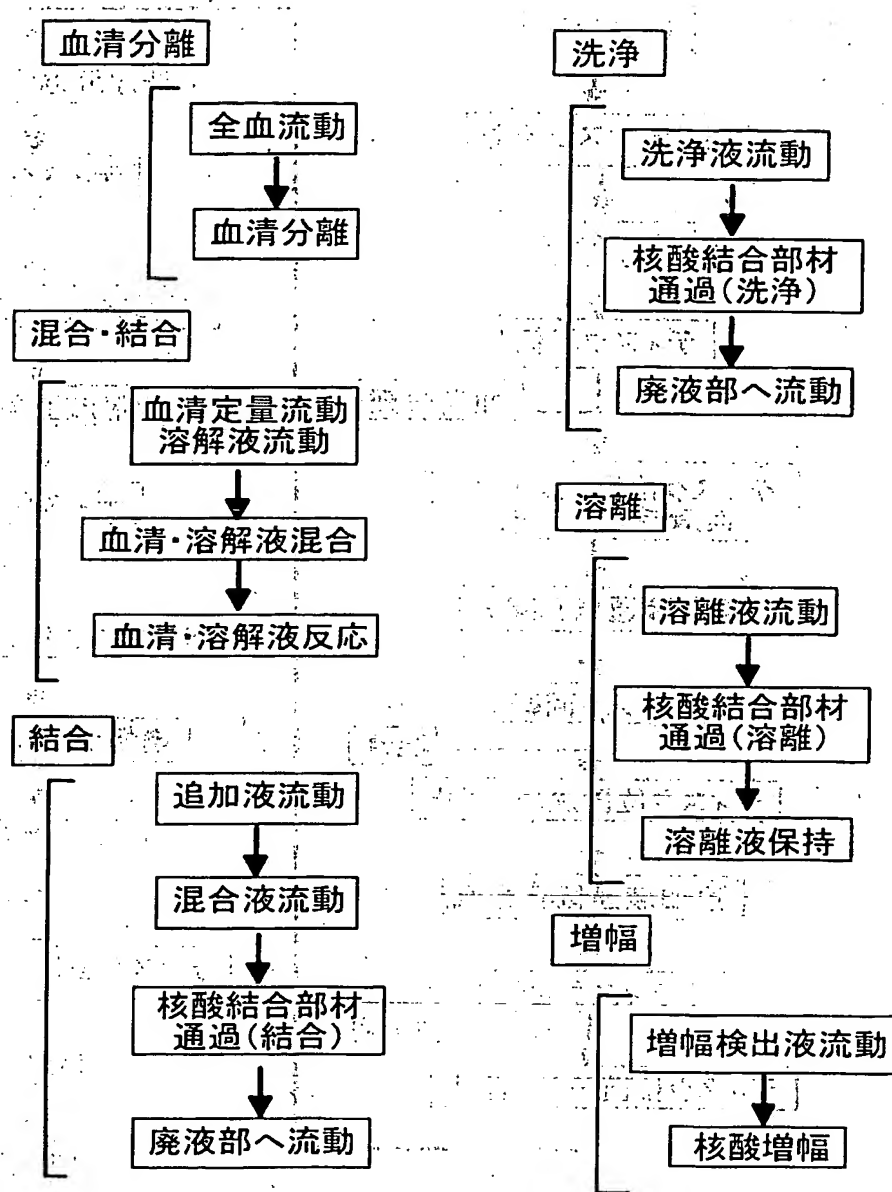 血清分離
全血流動
血清分離
混合・結合
血清定量流動
溶解液流動
血清・溶解液混合
血清・溶解液反応
結合
追加液流動
混合液流動
核酸結合部材
通過(結合)
廃液部へ流動
洗浄
洗浄液流動
核酸結合部材
通過(洗浄)
廃液部へ流動
溶離
溶離液流動
核酸結合部材
通過(溶離)
溶離液保持
増幅
増幅検出液流動
核酸増幅